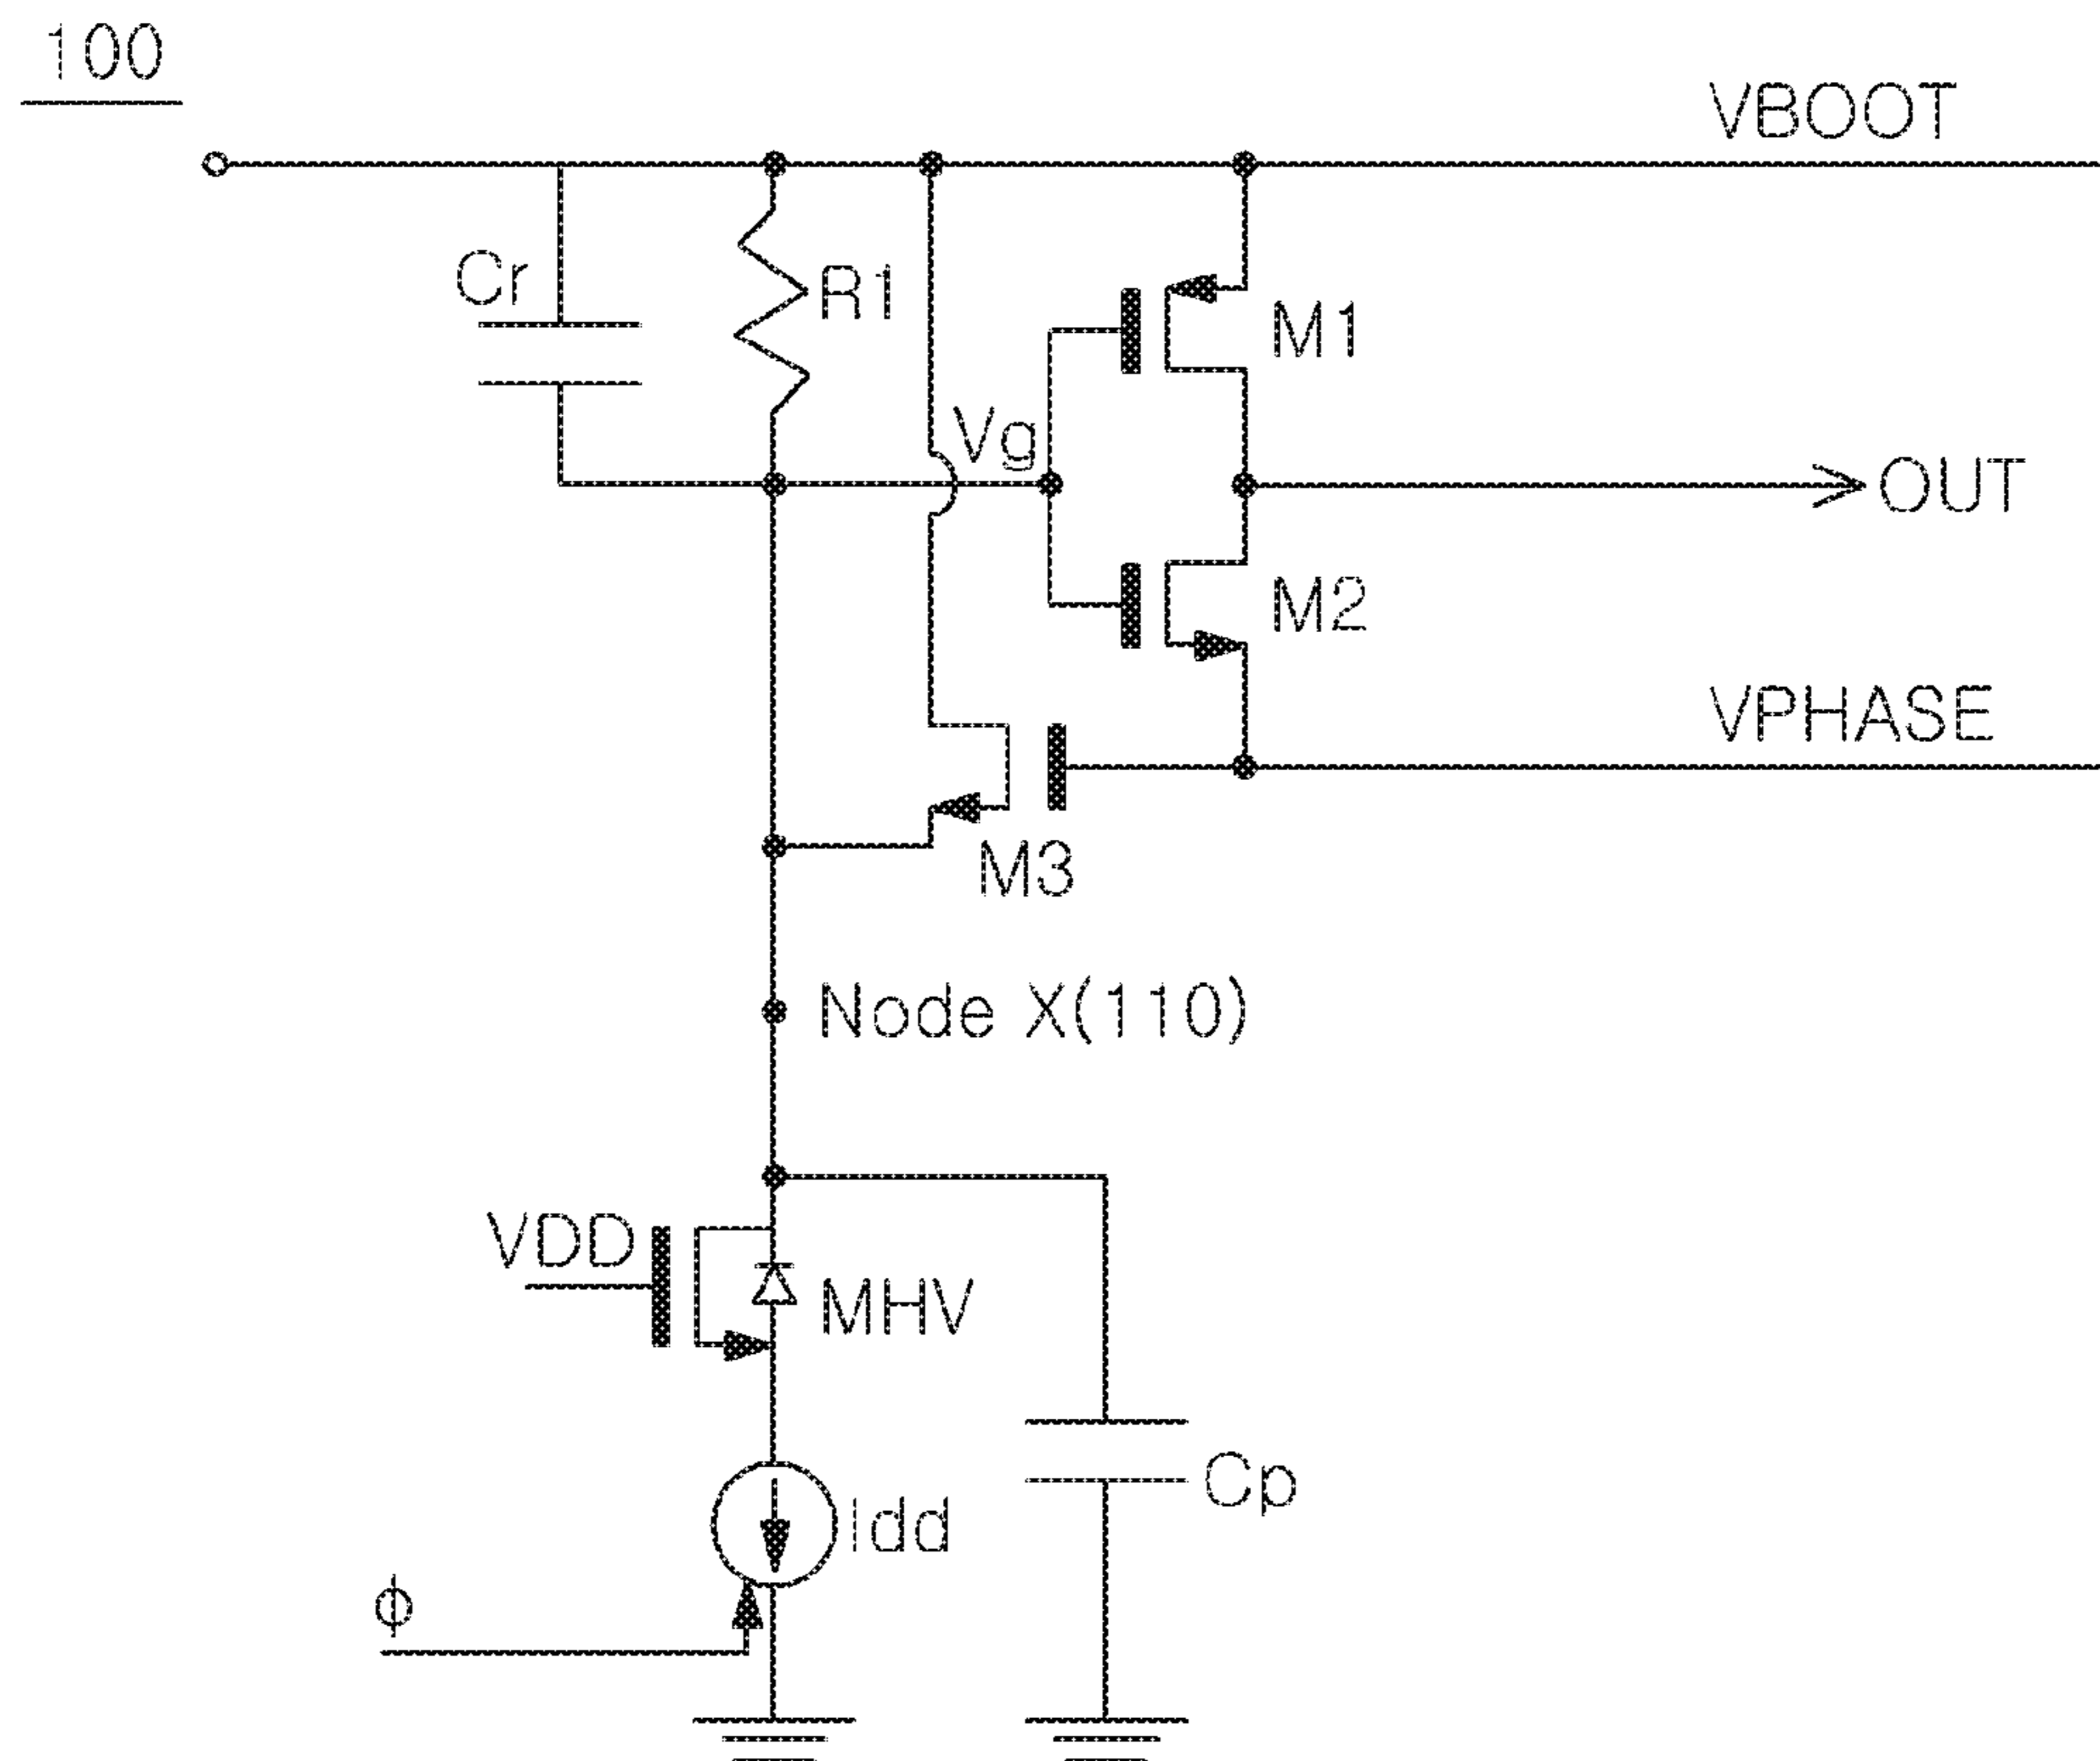 100
VBOOT
Cr
R1
M1
Vg
OUT
M2
VPHASE
M3
Node X(110)
VDD
MHV
Cp
Idd
ϕ